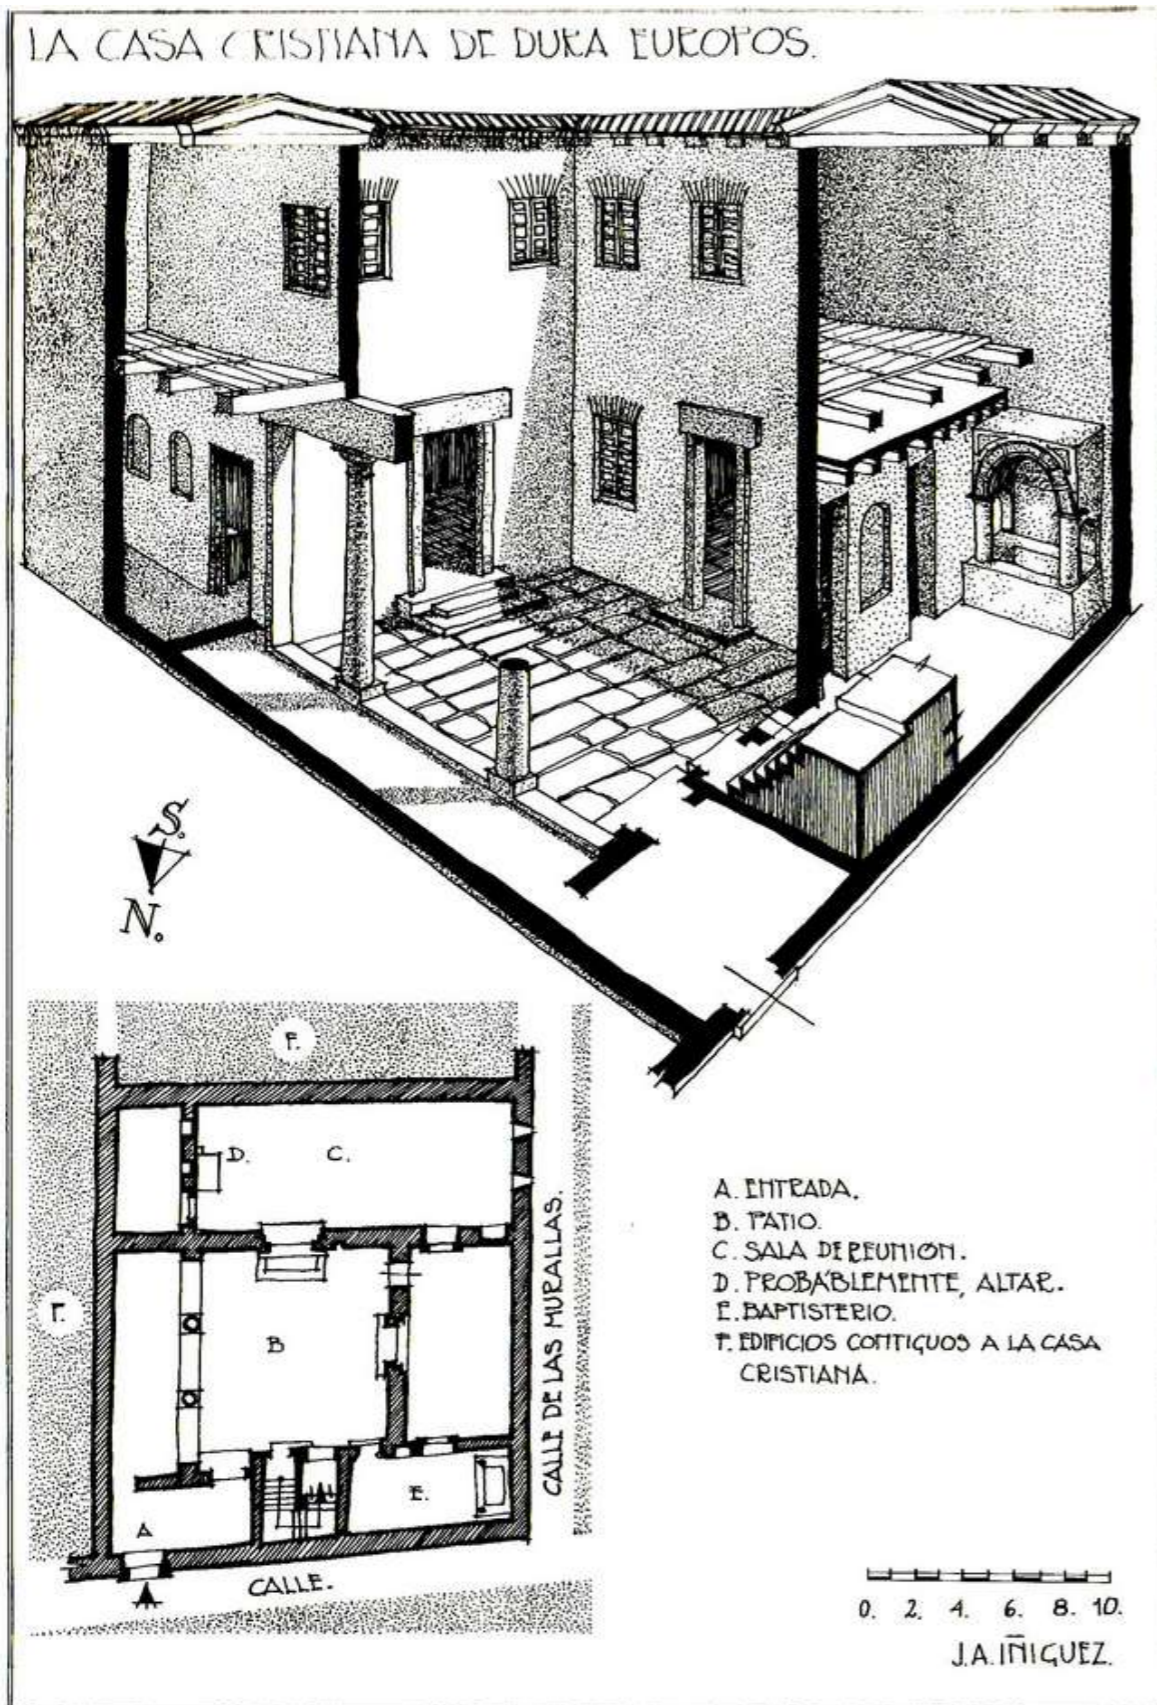 LA CASA CRISTIANA DE DURA EUROPOS.
S.
N.
F.
D.
C.
F.
B
E.
A
CALLE DE LAS MURALLAS.
CALLE.
A. ENTRADA.
B. PATIO.
C. SALA DE REUNION.
D. PROBÁBLEMENTE, ALTAR.
E. BAPTISTERIO.
F. EDIFICIOS CONTIGUOS A LA CASA
CRISTIANA.
0. 2. 4. 6. 8. 10.
J.A. IÑIGUEZ.